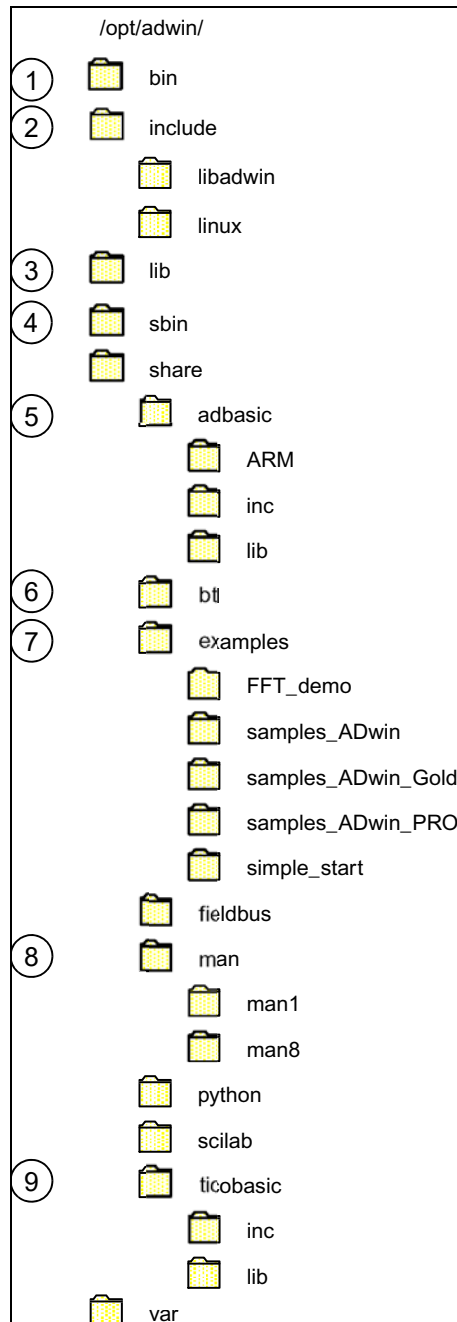 /opt/adwin/
1 bin
2 include
libadwin
linux
3 lib
4 sbin
share
5 adbasic
ARM
inc
lib
6 btl
7 examples
FFT_demo
samples_ADwin
samples_ADwin_Gold
samples_ADwin_PRO
simple_start
fieldbus
8 man
man1
man8
python
scilab
9 ticobasic
inc
lib
var